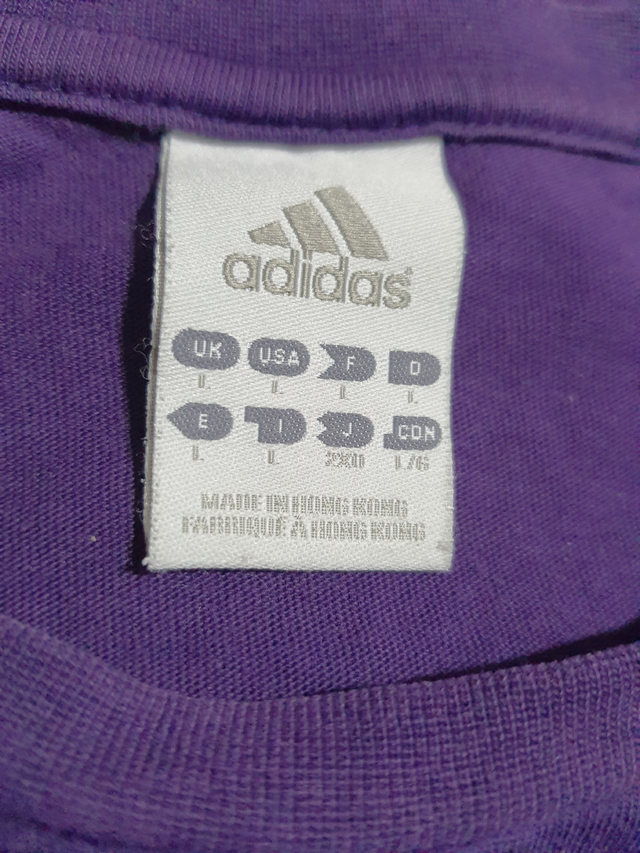 adidas
UK USA F D
L L L L
E I J CDN
L L 2XO L/G
MADE IN HONG KONG
FABRIQUÉ À HONG KONG